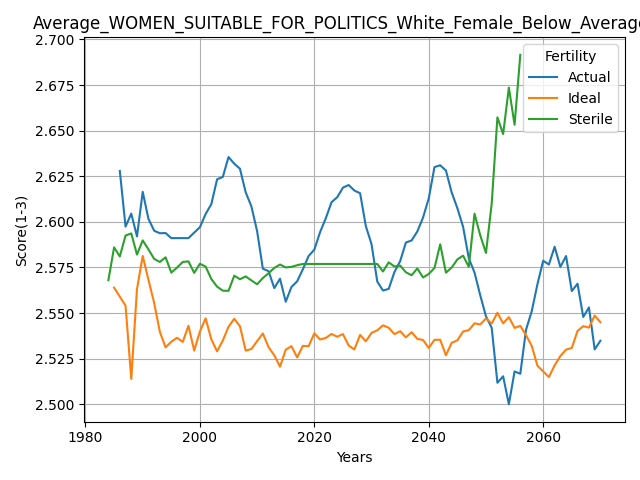 Average_WOMEN_SUITABLE_FOR_POLITICS_White_Female_Below_Average
Fertility
Actual
Ideal
Sterile
Score(1-3)
2.700
2.675
2.650
2.625
2.600
2.575
2.550
2.525
2.500
1980 2000 2020 2040 2060
Years